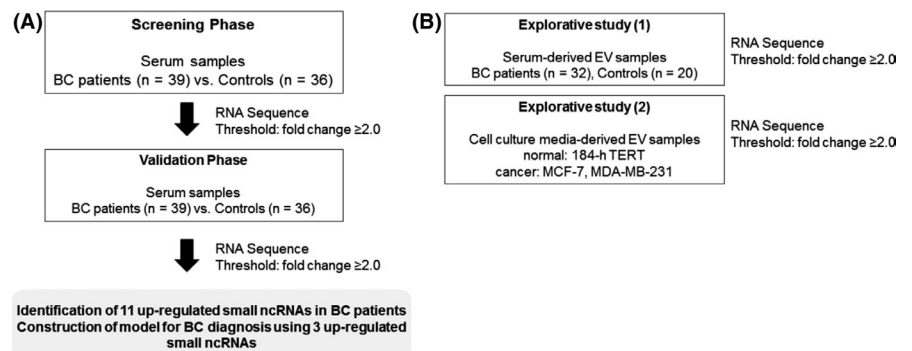 (A)
Screening Phase
Serum samples
BC patients (n = 39) vs. Controls (n = 36)
RNA Sequence
Threshold: fold change ≥2.0
Validation Phase
Serum samples
BC patients (n = 39) vs. Controls (n = 36)
RNA Sequence
Threshold: fold change ≥2.0
Identification of 11 up-regulated small ncRNAs in BC patients
Construction of model for BC diagnosis using 3 up-regulated
small ncRNAs
(B)
Explorative study (1)
Serum-derived EV samples
BC patients (n = 32), Controls (n = 20)
RNA Sequence
Threshold: fold change ≥2.0
Explorative study (2)
Cell culture media-derived EV samples
normal: 184-h TERT
cancer: MCF-7, MDA-MB-231
RNA Sequence
Threshold: fold change ≥2.0